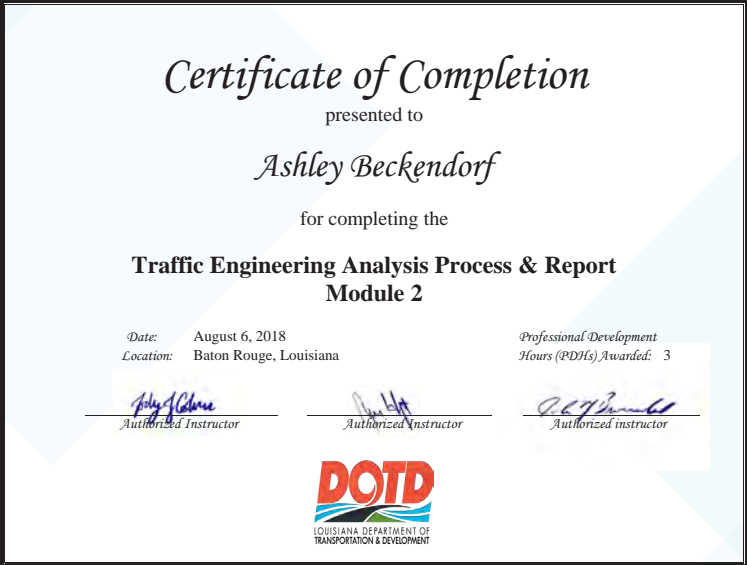 Certificate of Completion
presented to
Ashley Beckendorf
for completing the
Traffic Engineering Analysis Process & Report
Module 2
Date: August 6, 2018
Location: Baton Rouge, Louisiana
Professional Development
Hours (PDHs) Awarded: 3
Authorized Instructor
Authorized Instructor
Authorized instructor
DOTD
LOUISIANA DEPARTMENT OF
TRANSPORTATION & DEVELOPMENT